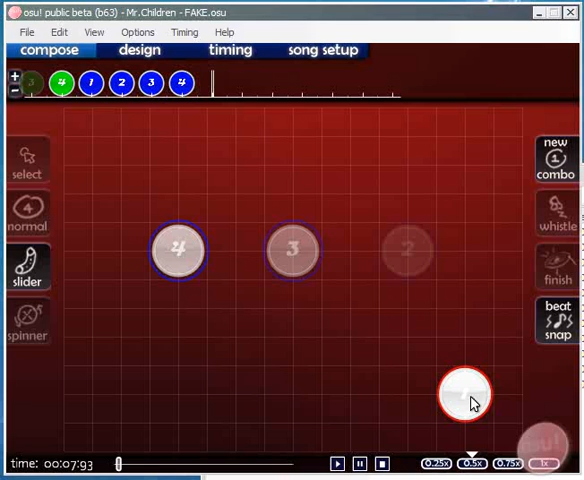 osu! public beta (b63) - Mr.Children - FAKE.osu
File Edit View Options Timing Help
compose design timing song setup
3 4 1 2 3 4
select
new combo
normal
whistle
4 3 2
slider
finish
spinner
beat snap
1
osu!
time: 00:07:93
0.25x 0.5x 0.75x 1x